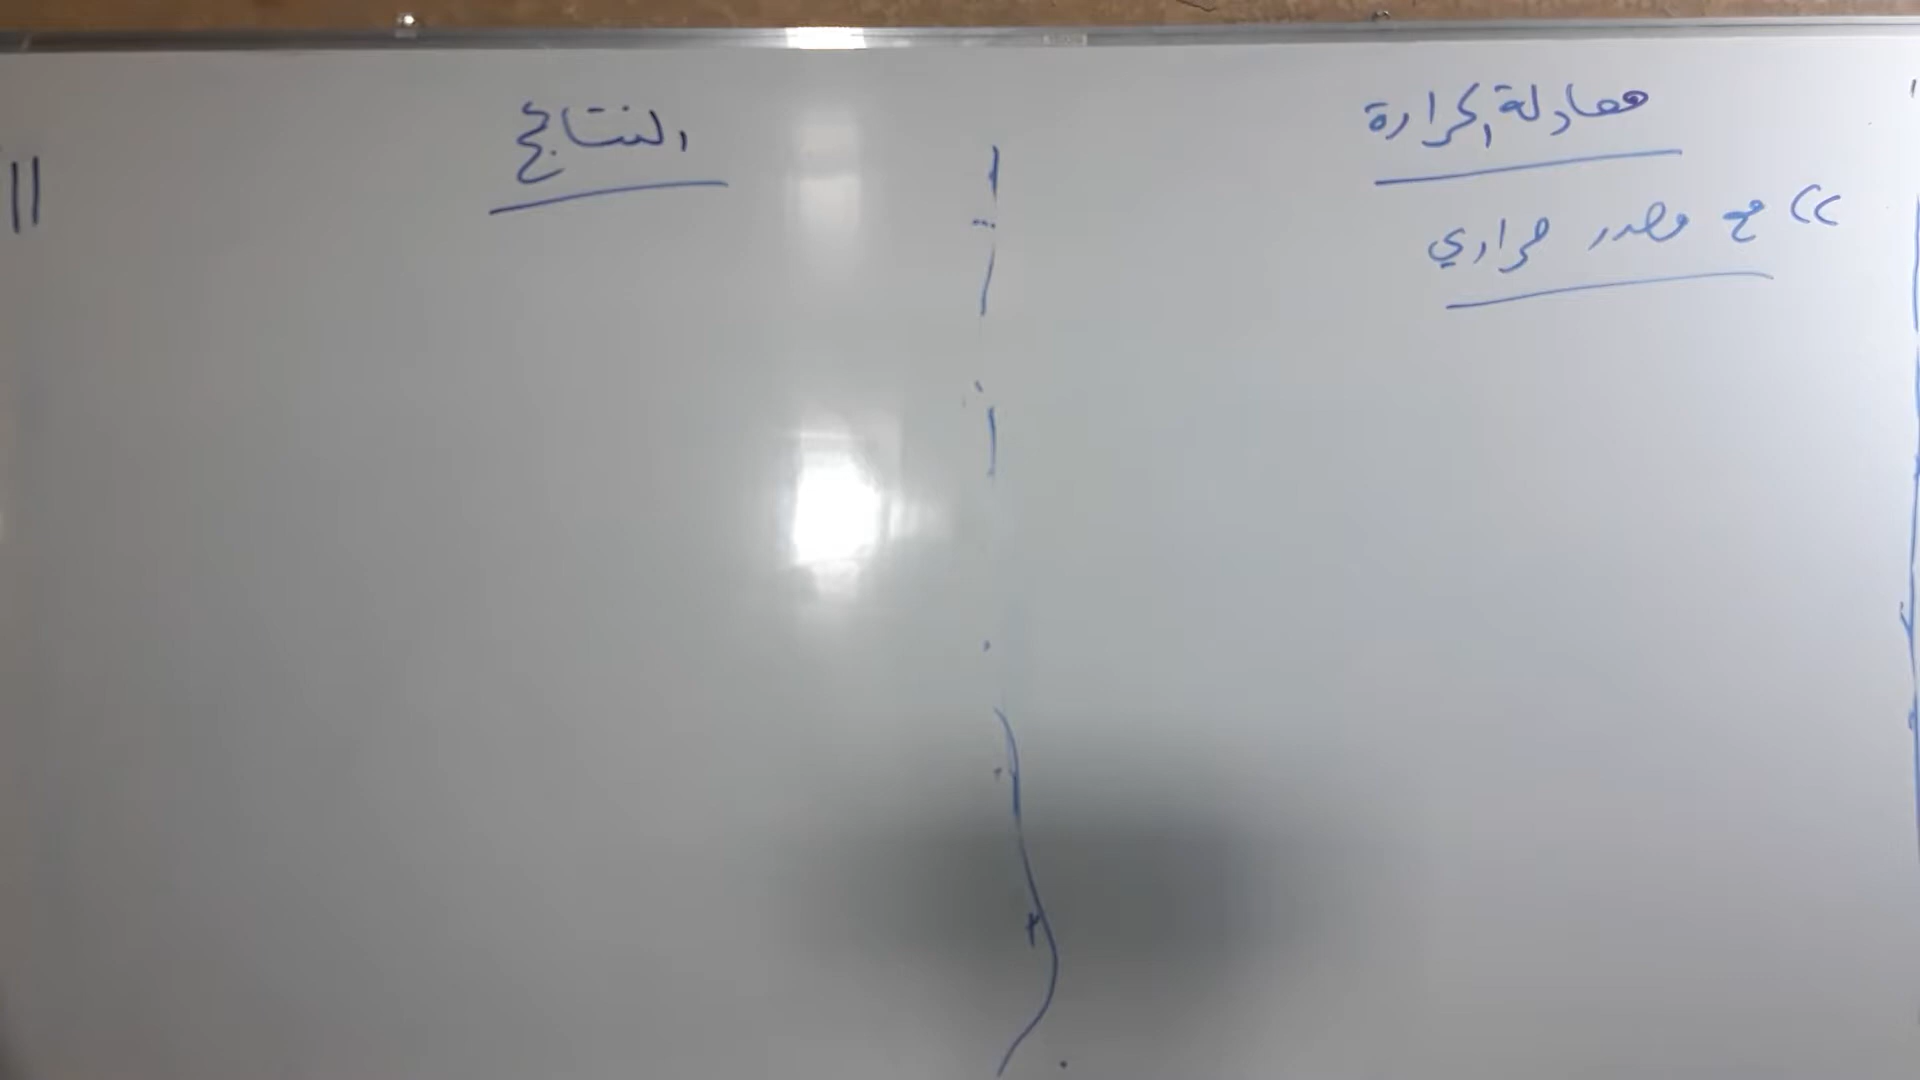 معادلة الحرارة
<< مع مصدر حراري
النتائج